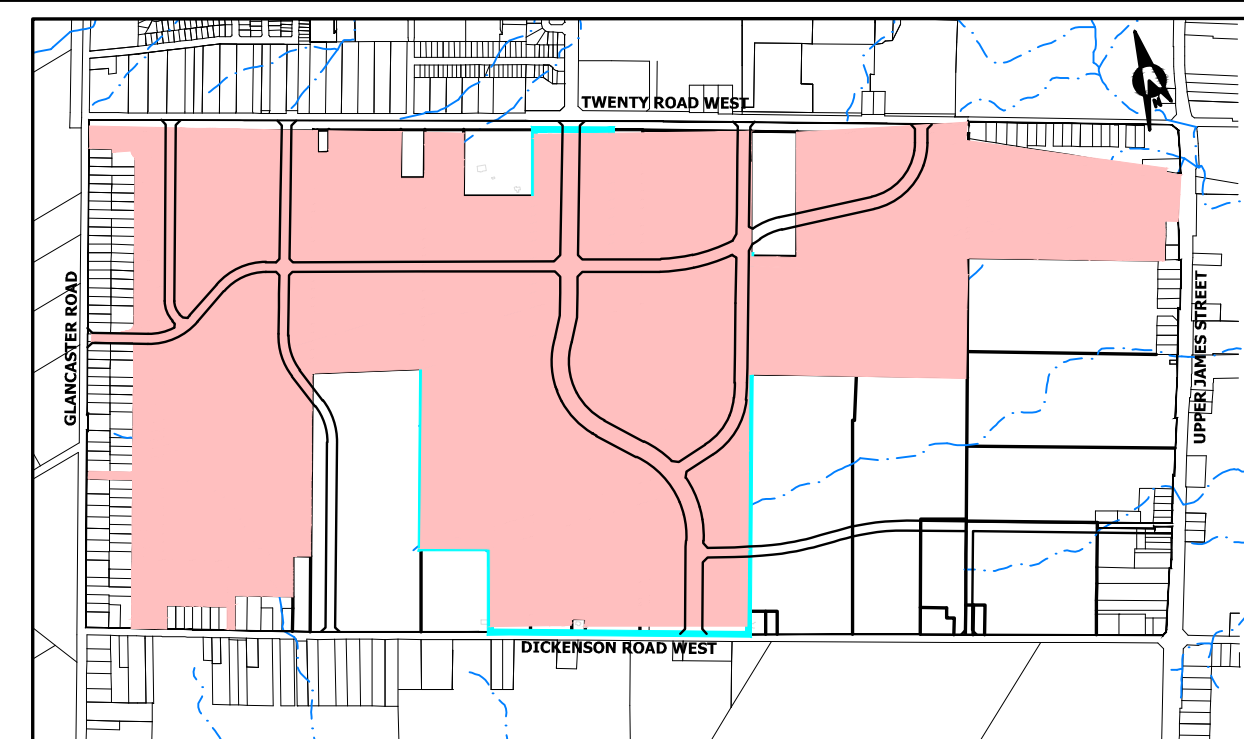 TWENTY ROAD WEST
N
GLANCASTER ROAD
UPPER JAMES STREET
DICKENSON ROAD WEST